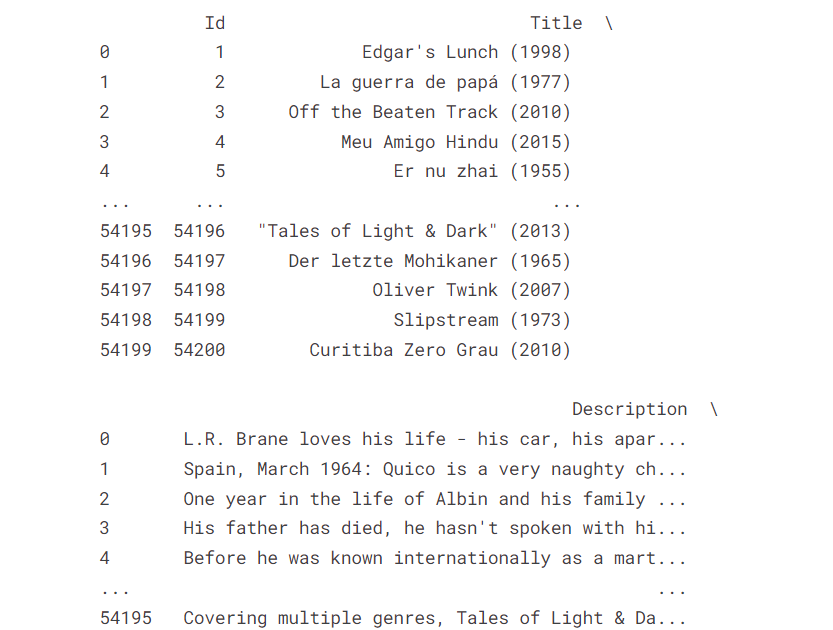 Id Title \
0 1 Edgar's Lunch (1998)
1 2 La guerra de papá (1977)
2 3 Off the Beaten Track (2010)
3 4 Meu Amigo Hindu (2015)
4 5 Er nu zhai (1955)
... ... ...
54195 54196 "Tales of Light & Dark" (2013)
54196 54197 Der letzte Mohikaner (1965)
54197 54198 Oliver Twink (2007)
54198 54199 Slipstream (1973)
54199 54200 Curitiba Zero Grau (2010)
Description \
0 L.R. Brane loves his life - his car, his apar...
1 Spain, March 1964: Quico is a very naughty ch...
2 One year in the life of Albin and his family ...
3 His father has died, he hasn't spoken with hi...
4 Before he was known internationally as a mart...
... ...
54195 Covering multiple genres, Tales of Light & Da...